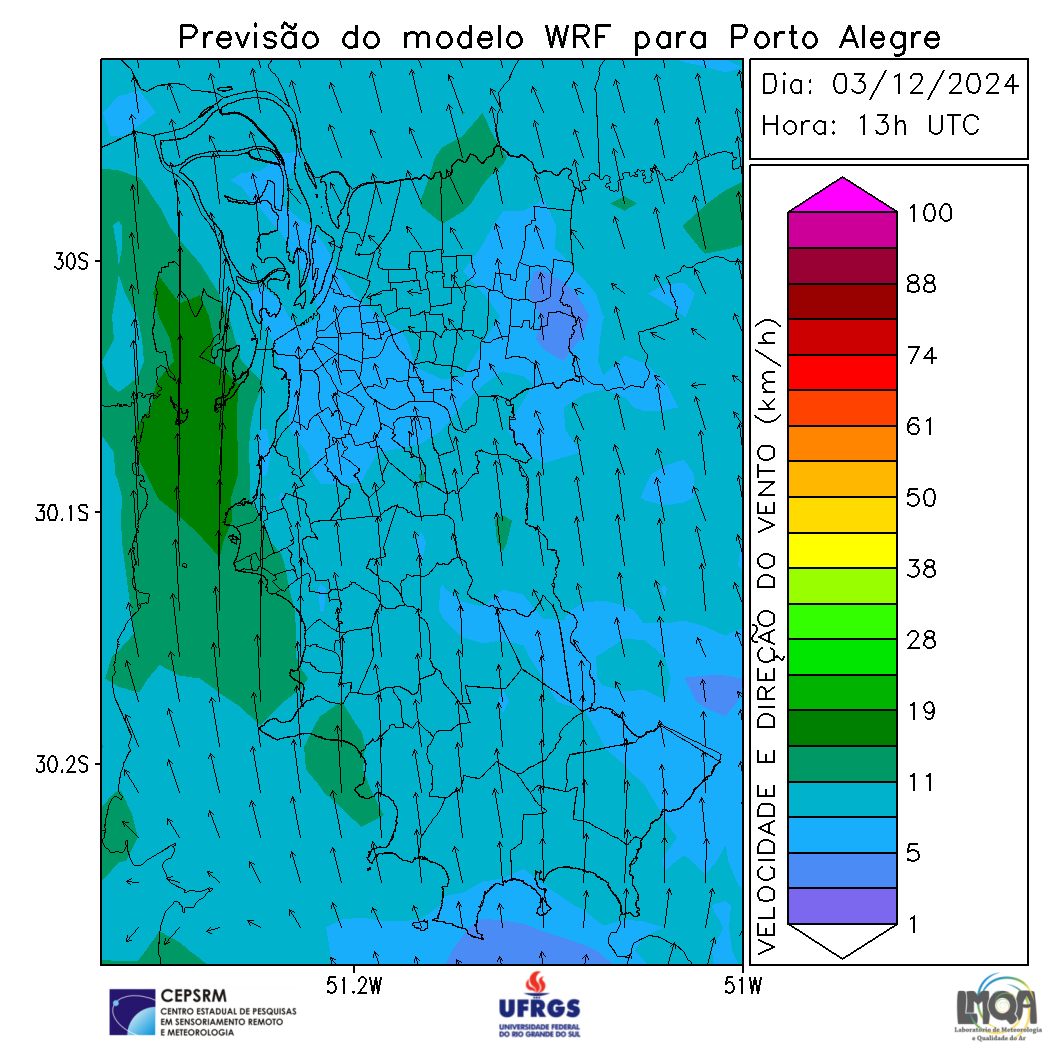 Previsão do modelo WRF para Porto Alegre
Dia: 03/12/2024
Hora: 13h UTC
30S
30.1S
30.2S
51.2W
51W
VELOCIDADE E DIREÇÃO DO VENTO (km/h)
100
88
74
61
50
38
28
19
11
5
1
CEPSRM
CENTRO ESTADUAL DE PESQUISAS
EM SENSORIAMENTO REMOTO
E METEOROLOGIA
UFRGS
UNIVERSIDADE FEDERAL
DO RIO GRANDE DO SUL
LMQA
Laboratório de Meteorologia
e Qualidade do Ar